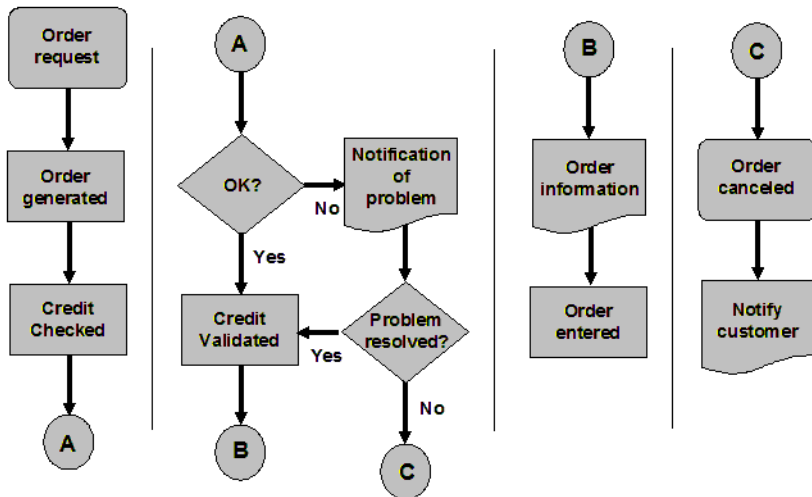 Order
request
Order
generated
Credit
Checked
A
A
OK?
No
Yes
Notification
of
problem
Credit
Validated
Problem
resolved?
Yes
No
B
C
B
Order
information
Order
entered
C
Order
canceled
Notify
customer